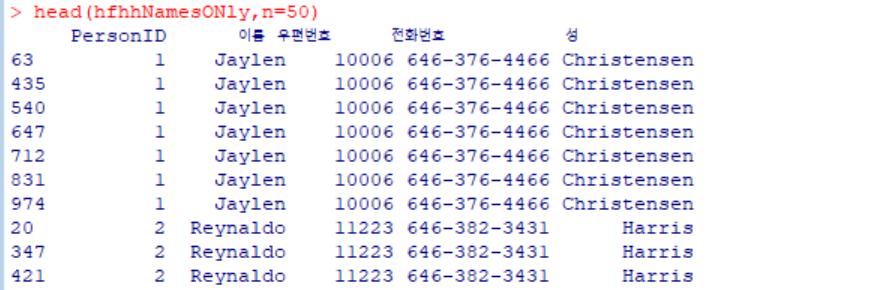 > head(hfhhNamesONly,n=50)
PersonID 이름 우편번호 전화번호 성
63 1 Jaylen 10006 646-376-4466 Christensen
435 1 Jaylen 10006 646-376-4466 Christensen
540 1 Jaylen 10006 646-376-4466 Christensen
647 1 Jaylen 10006 646-376-4466 Christensen
712 1 Jaylen 10006 646-376-4466 Christensen
831 1 Jaylen 10006 646-376-4466 Christensen
974 1 Jaylen 10006 646-376-4466 Christensen
20 2 Reynaldo 11223 646-382-3431 Harris
347 2 Reynaldo 11223 646-382-3431 Harris
421 2 Reynaldo 11223 646-382-3431 Harris